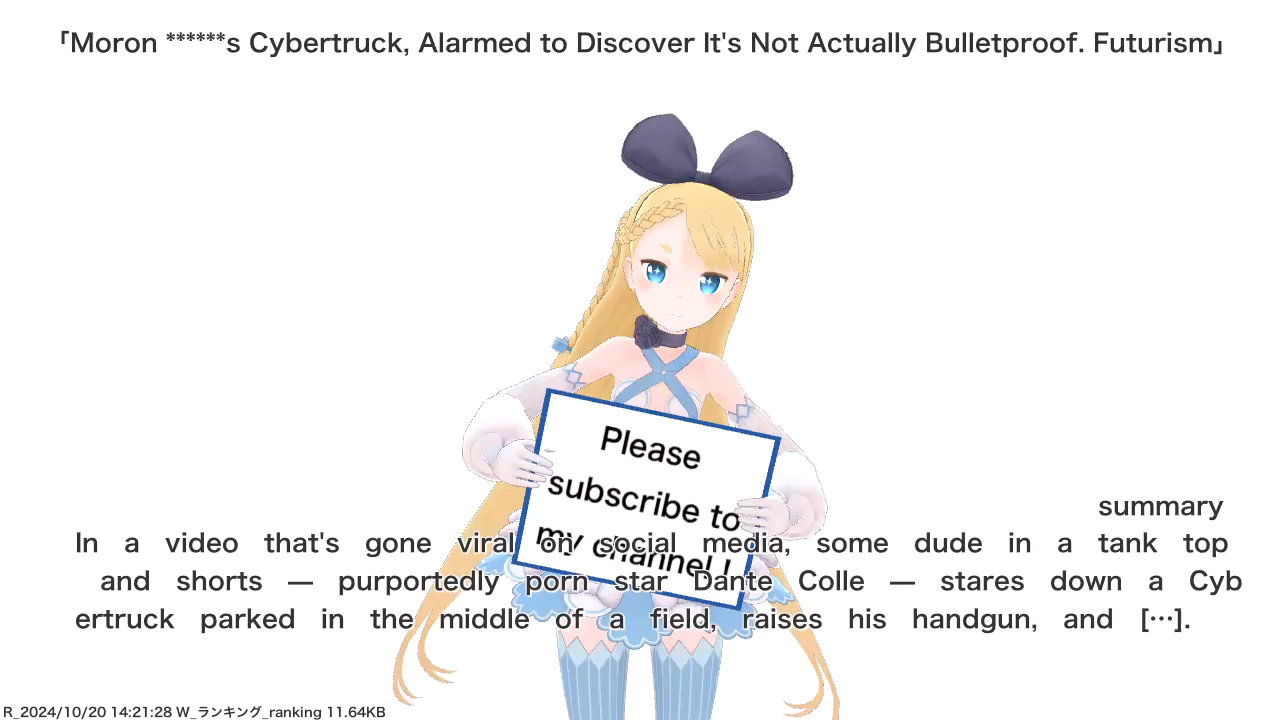 「Moron ******s Cybertruck, Alarmed to Discover It's Not Actually Bulletproof. Futurism」
Please
subscribe to
my channel !
summary
In a video that's gone viral on social media, some dude in a tank top
and shorts — purportedly porn star Dante Colle — stares down a Cyb
ertruck parked in the middle of a field, raises his handgun, and […].
R_2024/10/20 14:21:28 W_ランキング_ranking 11.64KB